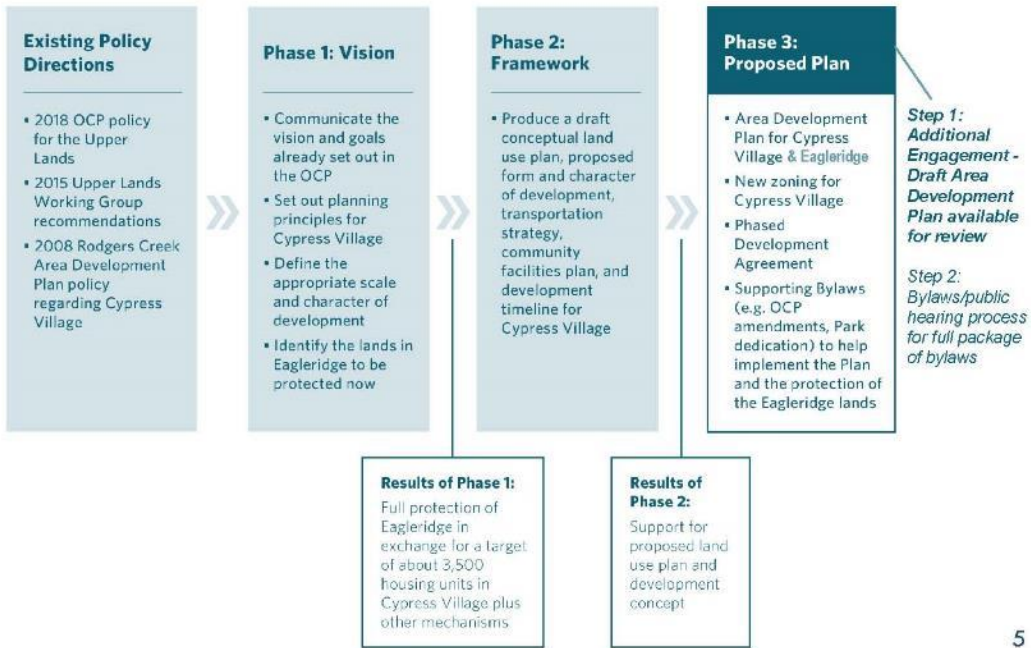 Existing Policy
Directions
▪ 2018 OCP policy
for the Upper
Lands
▪ 2015 Upper Lands
Working Group
recommendations
▪ 2008 Rodgers Creek
Area Development
Plan policy
regarding Cypress
Village
Phase 1: Vision
▪ Communicate the
vision and goals
already set out in
the OCP
▪ Set out planning
principles for
Cypress Village
▪ Define the
appropriate scale
and character of
development
▪ Identify the lands in
Eagleridge to be
protected now
Phase 2:
Framework
▪ Produce a draft
conceptual land
use plan, proposed
form and character
of development,
transportation
strategy,
community
facilities plan, and
development
timeline for
Cypress Village
Phase 3:
Proposed Plan
▪ Area Development
Plan for Cypress
Village & Eagleridge
▪ New zoning for
Cypress Village
▪ Phased
Development
Agreement
▪ Supporting Bylaws
(e.g. OCP
amendments, Park
dedication) to help
implement the Plan
and the protection of
the Eagleridge lands
Step 1:
Additional
Engagement -
Draft Area
Development
Plan available
for review
Step 2:
Bylaws/public
hearing process
for full package
of bylaws
Results of Phase 1:
Full protection of
Eagleridge in
exchange for a target
of about 3,500
housing units in
Cypress Village plus
other mechanisms
Results of
Phase 2:
Support for
proposed land
use plan and
development
concept
5